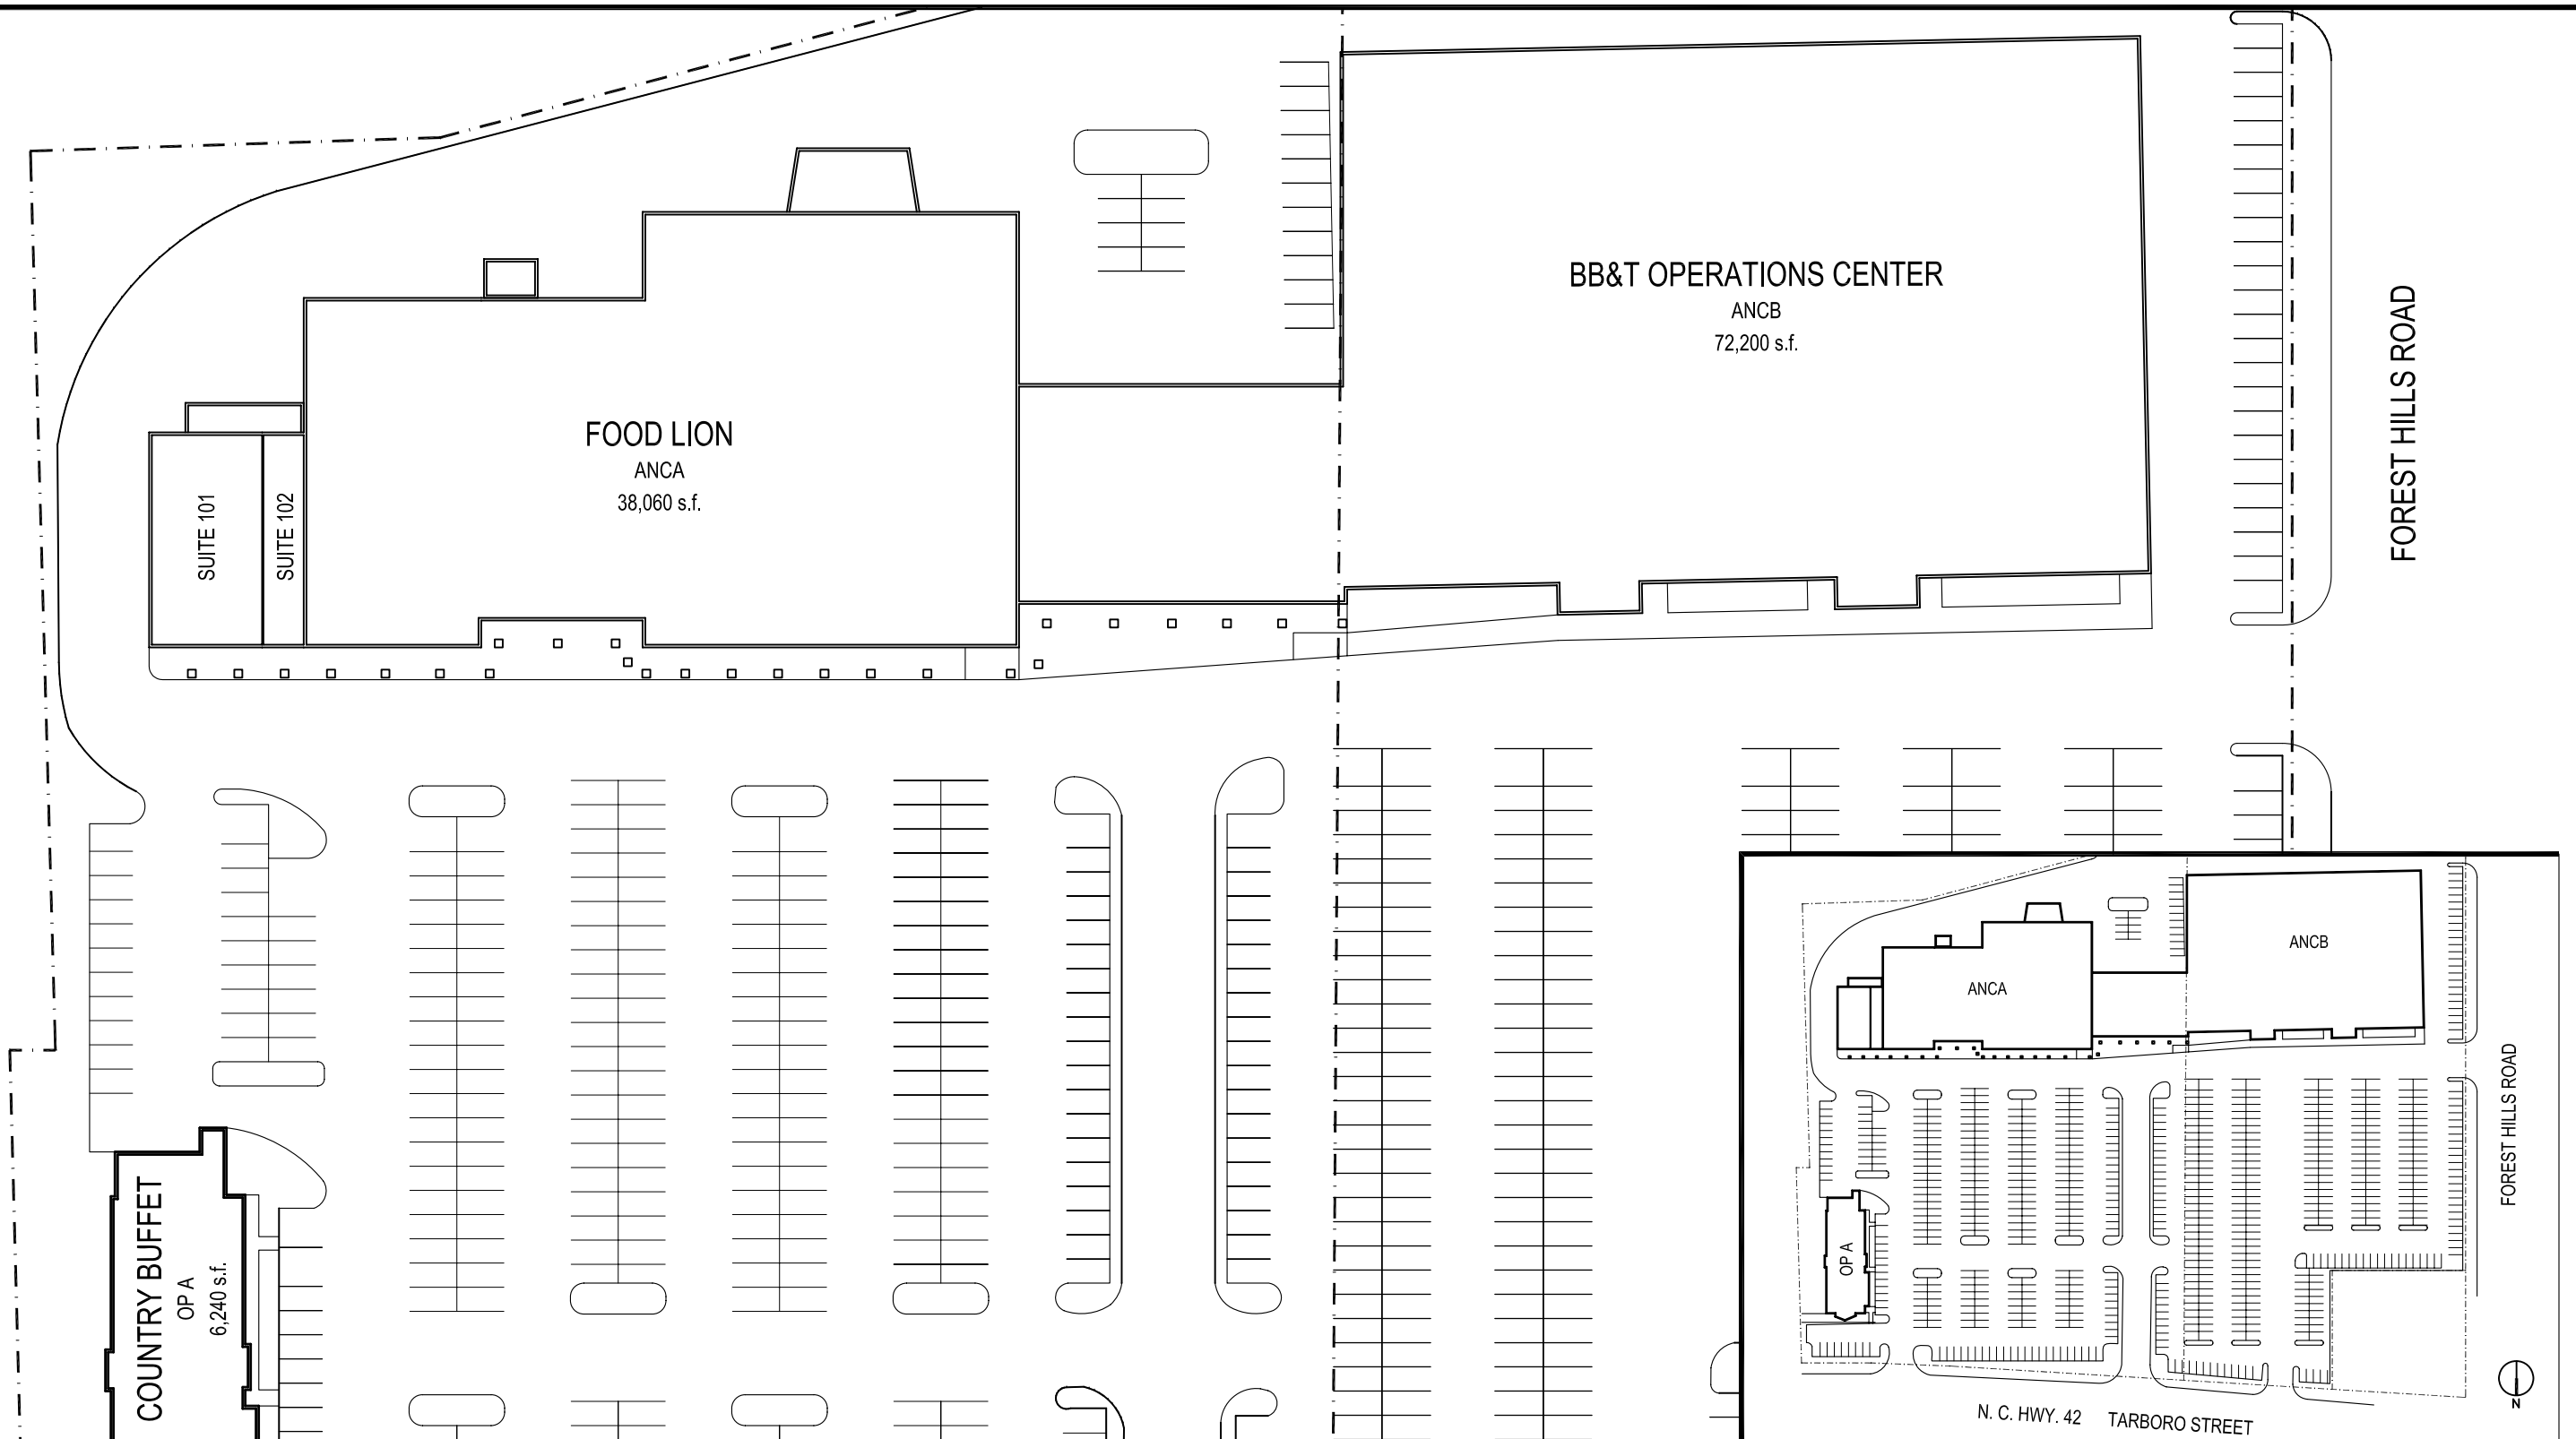 BB&T OPERATIONS CENTER
ANCB
72,200 s.f.
FOREST HILLS ROAD
FOOD LION
ANCA
38,060 s.f.
SUITE 101
SUITE 102
COUNTRY BUFFET
OP A
6,240 s.f.
ANCB
ANCA
OP A
FOREST HILLS ROAD
N. C. HWY. 42 TARBORO STREET
N